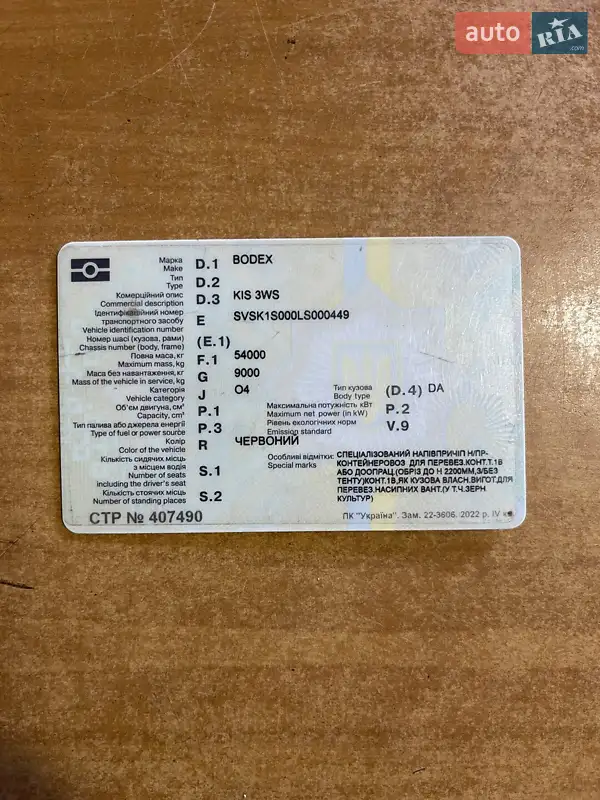 auto RIA .com
Марка D.1 BODEX
Make
Тип D.2
Type
Комерційний опис D.3 KIS 3WS
Commercial description
Ідентифікаційний номер
транспортного засобу E SVSK1S000LS000449
Vehicle identification number
Номер шасі (кузова, рами) (E.1)
Chassis number (body, frame)
Повна маса, кг F.1 54000
Maximum mass, kg
Маса без навантаження, кг G 9000
Mass of the vehicle in service, kg
Категорія J O4 Тип кузова (D.4) DA
Vehicle category Body type
Об'єм двигуна, см³ P.1 Максимальна потужність кВт P.2
Capacity, cm³ Maximum net power (in kW)
Тип палива або джерела енергії P.3 Рівень екологічних норм V.9
Type of fuel or power source Emission standard
Колір R ЧЕРВОНИЙ
Color of the vehicle
Кількість сидячих місць
з місцем водія S.1
Number of seats
including the driver's seat
Кількість стоячих місць S.2
Number of standing places
Особливі відмітки: СПЕЦІАЛІЗОВАНИЙ НАПІВПРИЧІП Н/ПР-
Special marks КОНТЕЙНЕРОВОЗ ДЛЯ ПЕРЕВЕЗ.КОНТ.Т.1В
АБО ДООПРАЦ.(ОБРІЗ ДО Н 2200ММ,З/БЕЗ
ТЕНТУ)КОНТ.1В,ЯК КУЗОВА ВЛАСН.ВИГОТ.ДЛЯ
ПЕРЕВЕЗ.НАСИПНИХ ВАНТ.(У Т.Ч.ЗЕРН.
КУЛЬТУР)
СТР № 407490
ПК "Україна". Зам. 22-3606. 2022 р. IV кв.